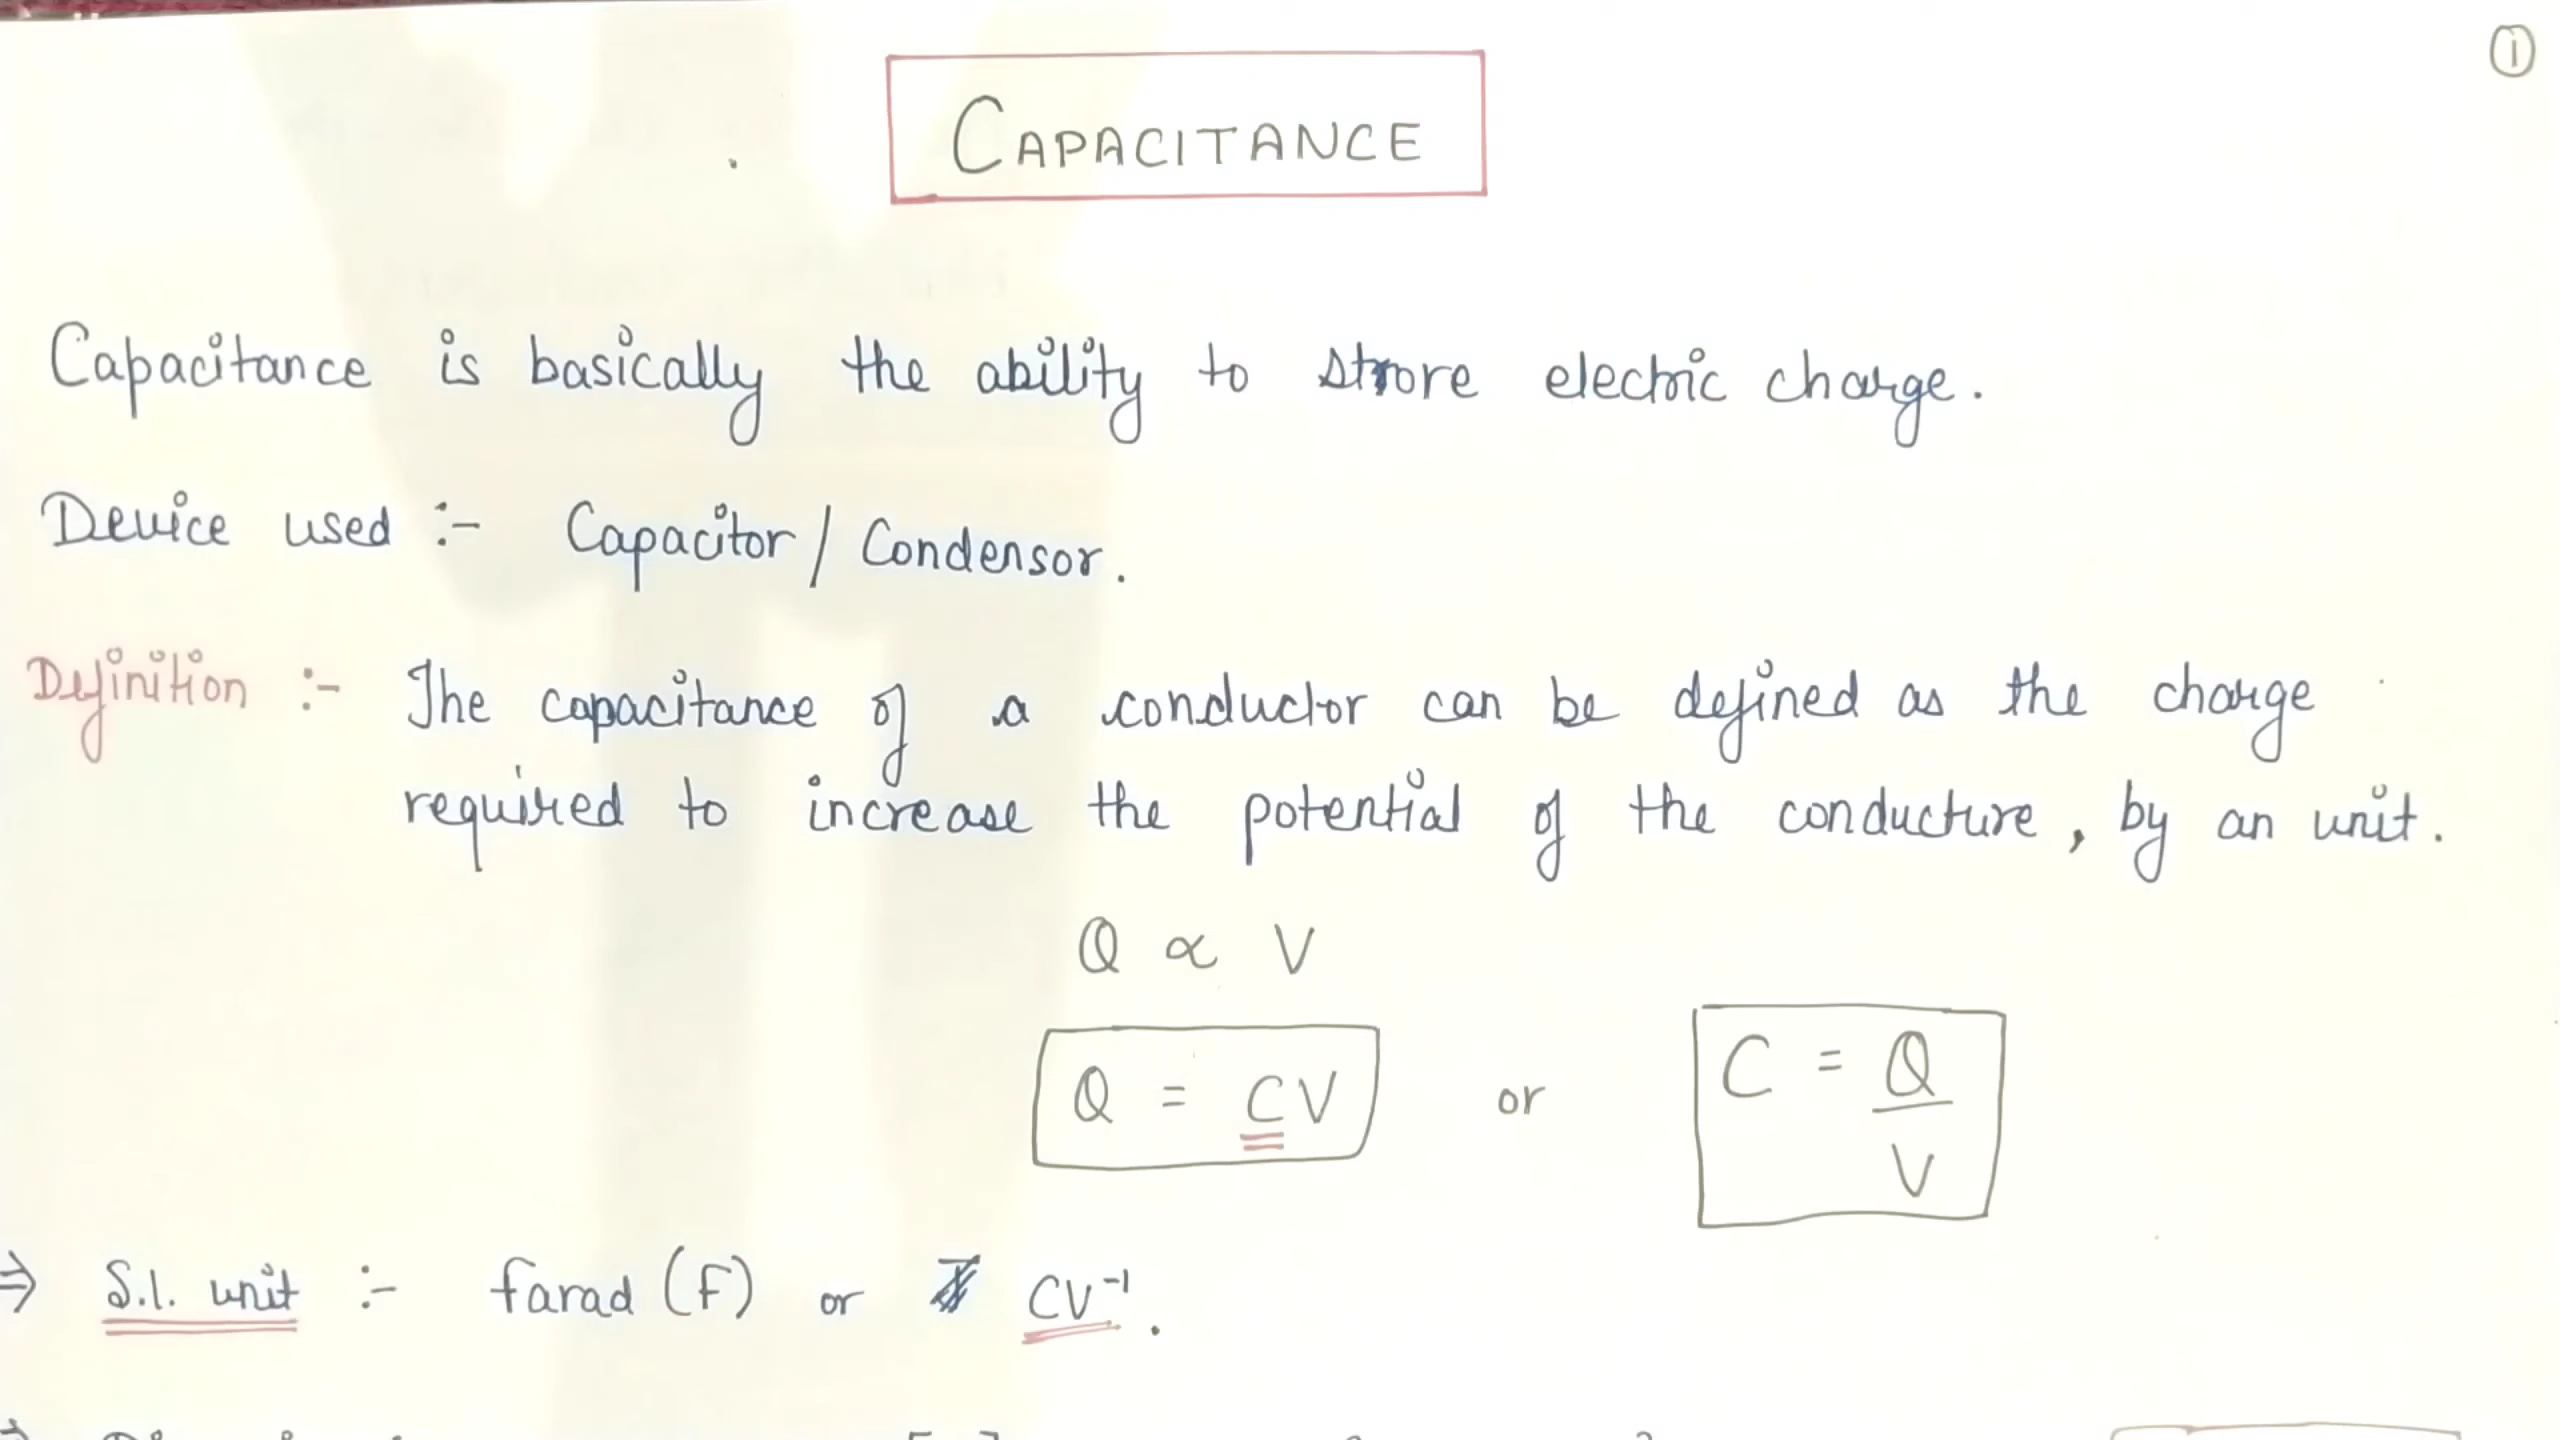 ①
CAPACITANCE
Capacitance is basically the ability to strore electric charge.
Device used :- Capacitor / Condensor.
Definition :- The capacitance of a conductor can be defined as the charge
required to increase the potential of the conducture, by an unit.
Q ∝ V
Q = CV or C = Q/V
⇒ S.I. unit :- farad (F) or CV⁻¹.